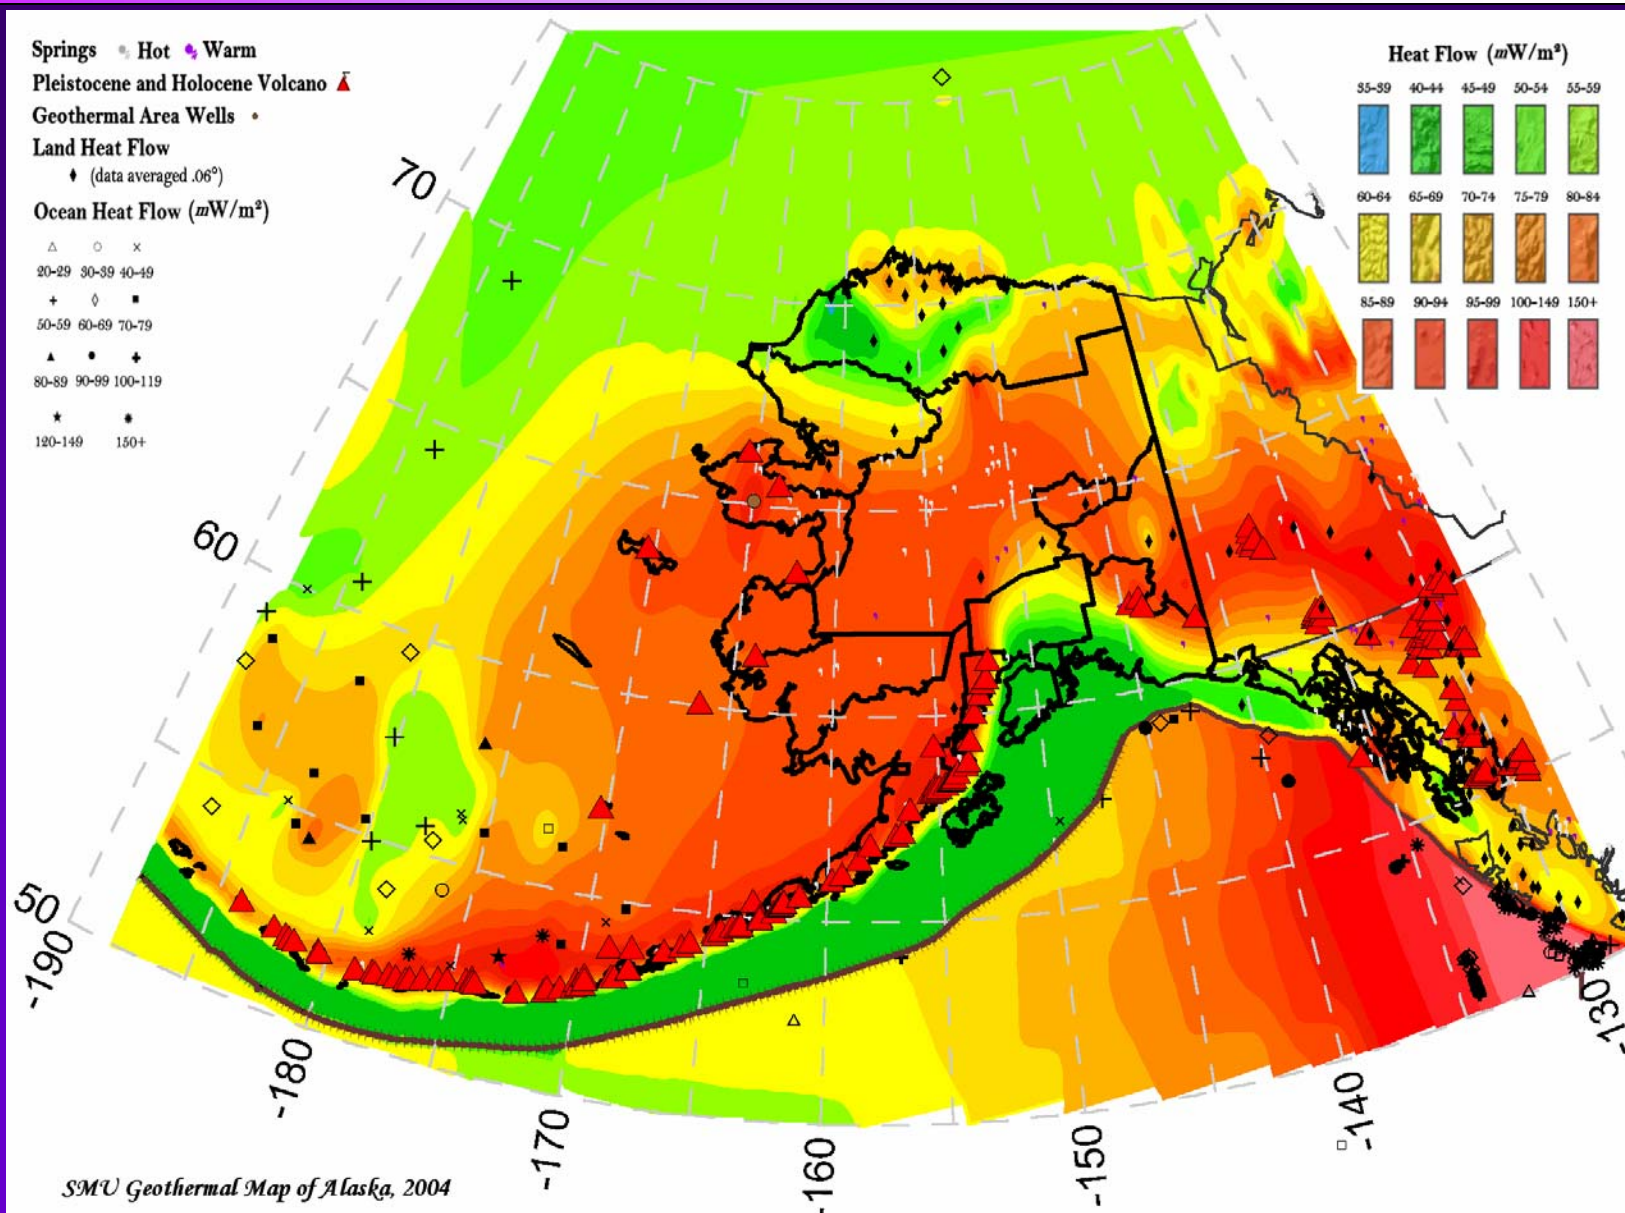 Springs Hot Warm
Pleistocene and Holocene Volcano
Geothermal Area Wells
Land Heat Flow
(data averaged .06°)
Ocean Heat Flow (mW/m²)
20-29 30-39 40-49
50-59 60-69 70-79
80-89 90-99 100-119
120-149 150+
Heat Flow (mW/m²)
35-39 40-44 45-49 50-54 55-59
60-64 65-69 70-74 75-79 80-84
85-89 90-94 95-99 100-149 150+
70
60
50
-190
-180
-170
-160
-150
-140
-130
SMU Geothermal Map of Alaska, 2004